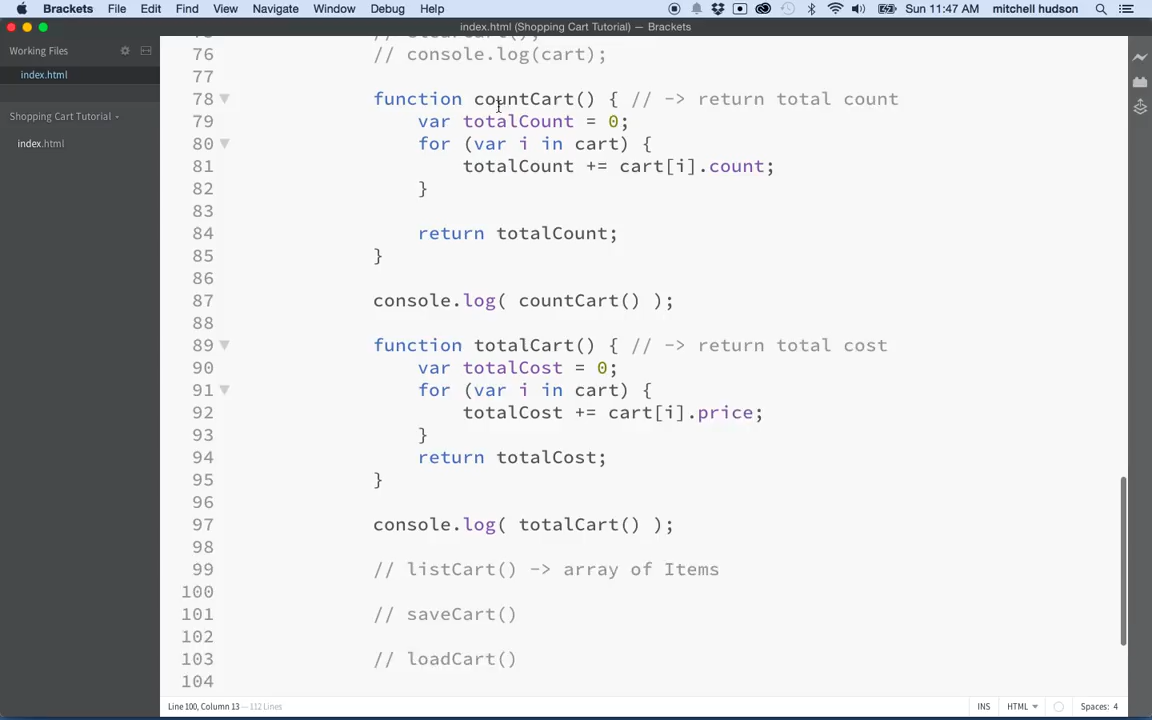 Brackets File Edit Find View Navigate Window Debug Help Sun 11:47 AM mitchell hudson
index.html (Shopping Cart Tutorial) — Brackets
Working Files
index.html
Shopping Cart Tutorial
index.html
76 // console.log(cart);
77
78 function countCart() { // -> return total count
79 var totalCount = 0;
80 for (var i in cart) {
81 totalCount += cart[i].count;
82 }
83
84 return totalCount;
85 }
86
87 console.log( countCart() );
88
89 function totalCart() { // -> return total cost
90 var totalCost = 0;
91 for (var i in cart) {
92 totalCost += cart[i].price;
93 }
94 return totalCost;
95 }
96
97 console.log( totalCart() );
98
99 // listCart() -> array of Items
100
101 // saveCart()
102
103 // loadCart()
104
Line 100, Column 13 — 112 Lines INS HTML Spaces: 4